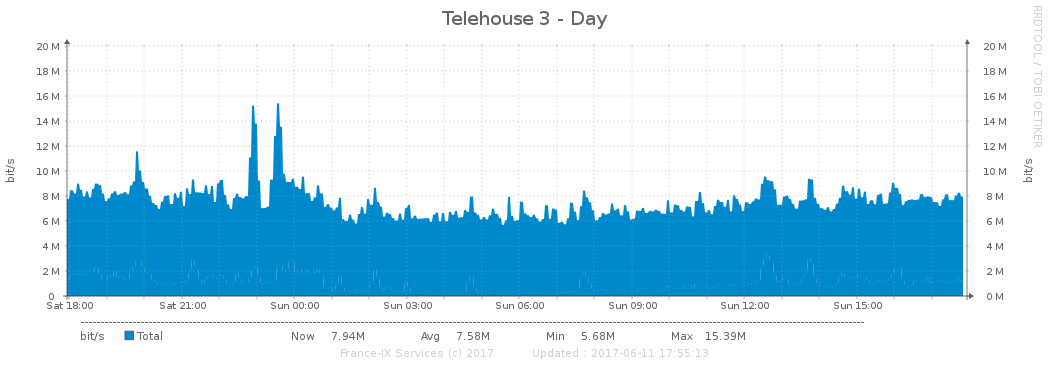 Telehouse 3 - Day
RRDTOOL / TOBI OETIKER
20 M 20 M
18 M 18 M
16 M 16 M
14 M 14 M
12 M 12 M
10 M 10 M
8 M 8 M
6 M 6 M
4 M 4 M
2 M 2 M
0 0 M
bit/s bit/s
Sat 18:00 Sat 21:00 Sun 00:00 Sun 03:00 Sun 06:00 Sun 09:00 Sun 12:00 Sun 15:00
bit/s Total Now 7.94M Avg 7.58M Min 5.68M Max 15.39M
France-IX Services (c) 2017 Updated : 2017-06-11 17:55:13